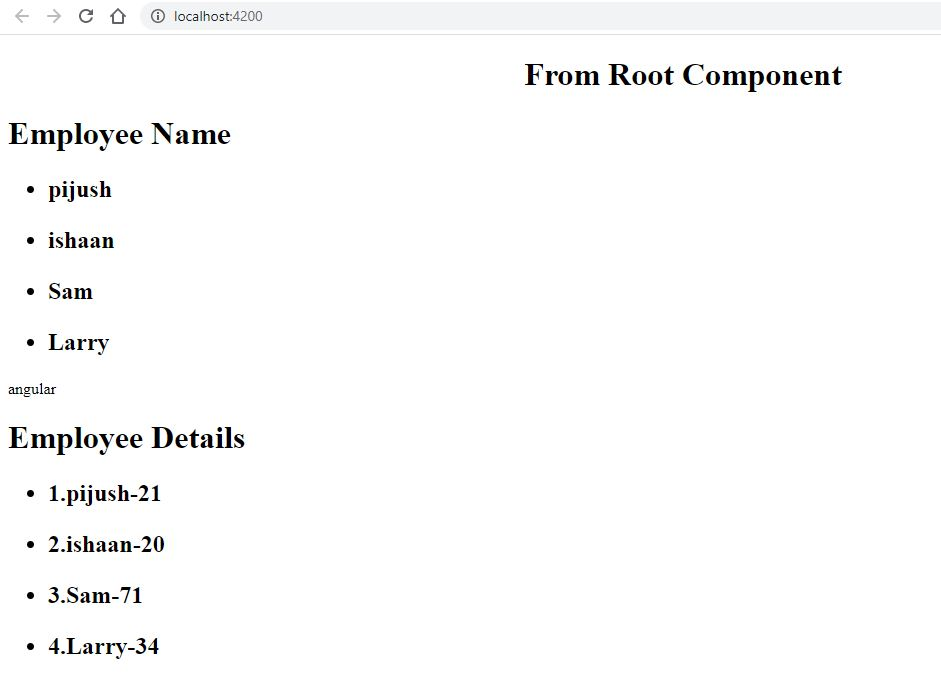 localhost:4200
From Root Component
Employee Name
pijush
ishaan
Sam
Larry
angular
Employee Details
1.pijush-21
2.ishaan-20
3.Sam-71
4.Larry-34